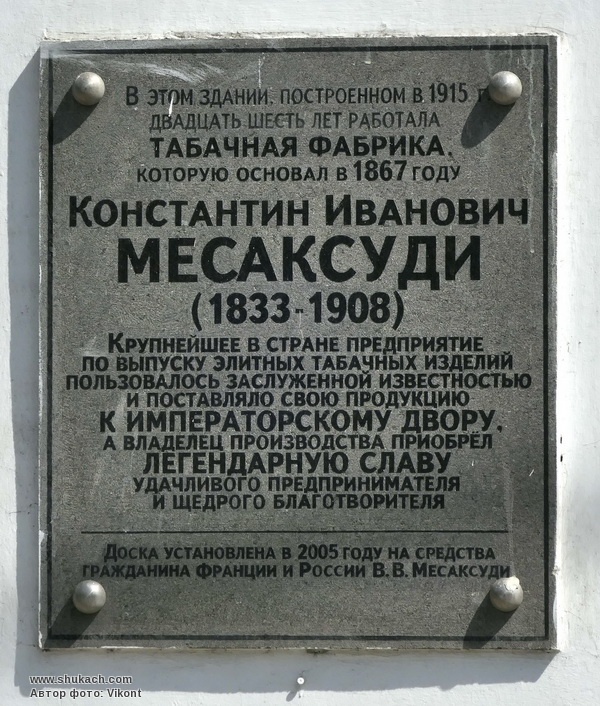 В этом здании, построенном в 1915 г
двадцать шесть лет работала
ТАБАЧНАЯ ФАБРИКА,
которую основал в 1867 году
Константин Иванович
МЕСАКСУДИ
(1833-1908)
Крупнейшее в стране предприятие
по выпуску элитных табачных изделий
пользовалось заслуженной известностью
и поставляло свою продукцию
К ИМПЕРАТОРСКОМУ ДВОРУ,
а владелец производства приобрёл
ЛЕГЕНДАРНУЮ СЛАВУ
удачливого предпринимателя
и щедрого благотворителя
Доска установлена в 2005 году на средства
гражданина Франции и России В.В. Месаксуди
www.shukach.com
Автор фото: Vikont